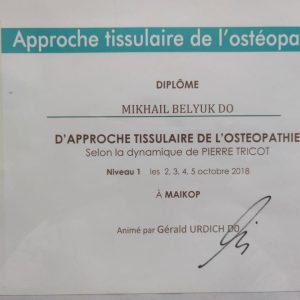 Approche tissulaire de l'ostéopa
DIPLÔME
MIKHAIL BELYUK DO
D'APPROCHE TISSULAIRE DE L'OSTEOPATHIE
Selon la dynamique de PIERRE TRICOT
Niveau 1 les 2, 3, 4, 5 octobre 2018
À MAIKOP
Animé par Gérald URDICH DO